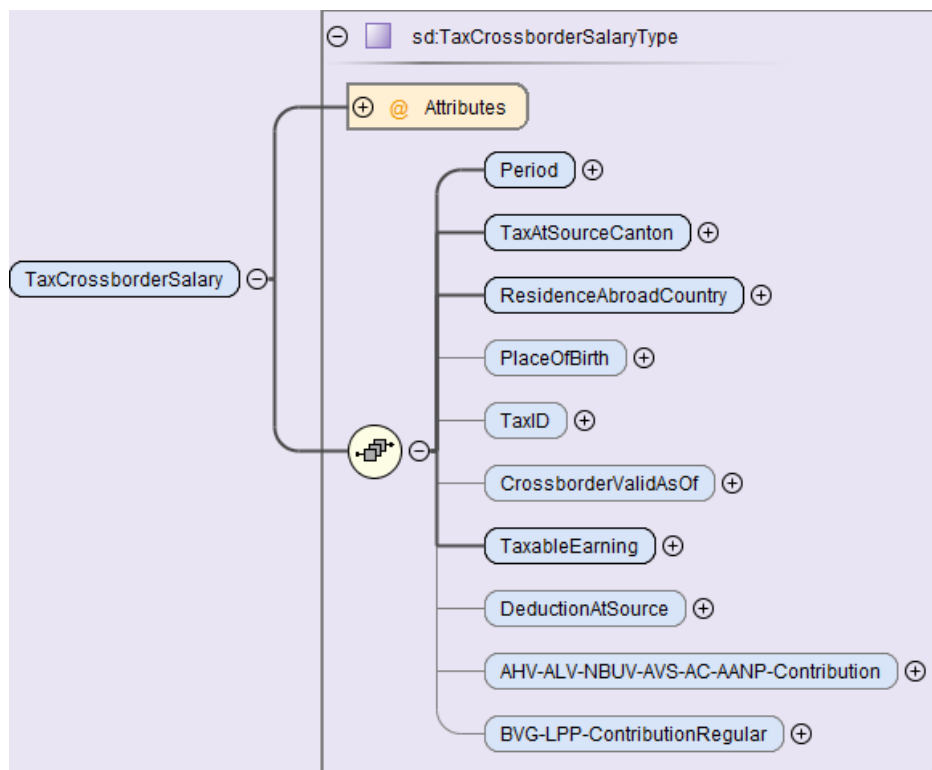 sd:TaxCrossborderSalaryType
@ Attributes
Period
TaxAtSourceCanton
TaxCrossborderSalary
ResidenceAbroadCountry
PlaceOfBirth
TaxID
CrossborderValidAsOf
TaxableEarning
DeductionAtSource
AHV-ALV-NBUV-AVS-AC-AANP-Contribution
BVG-LPP-ContributionRegular